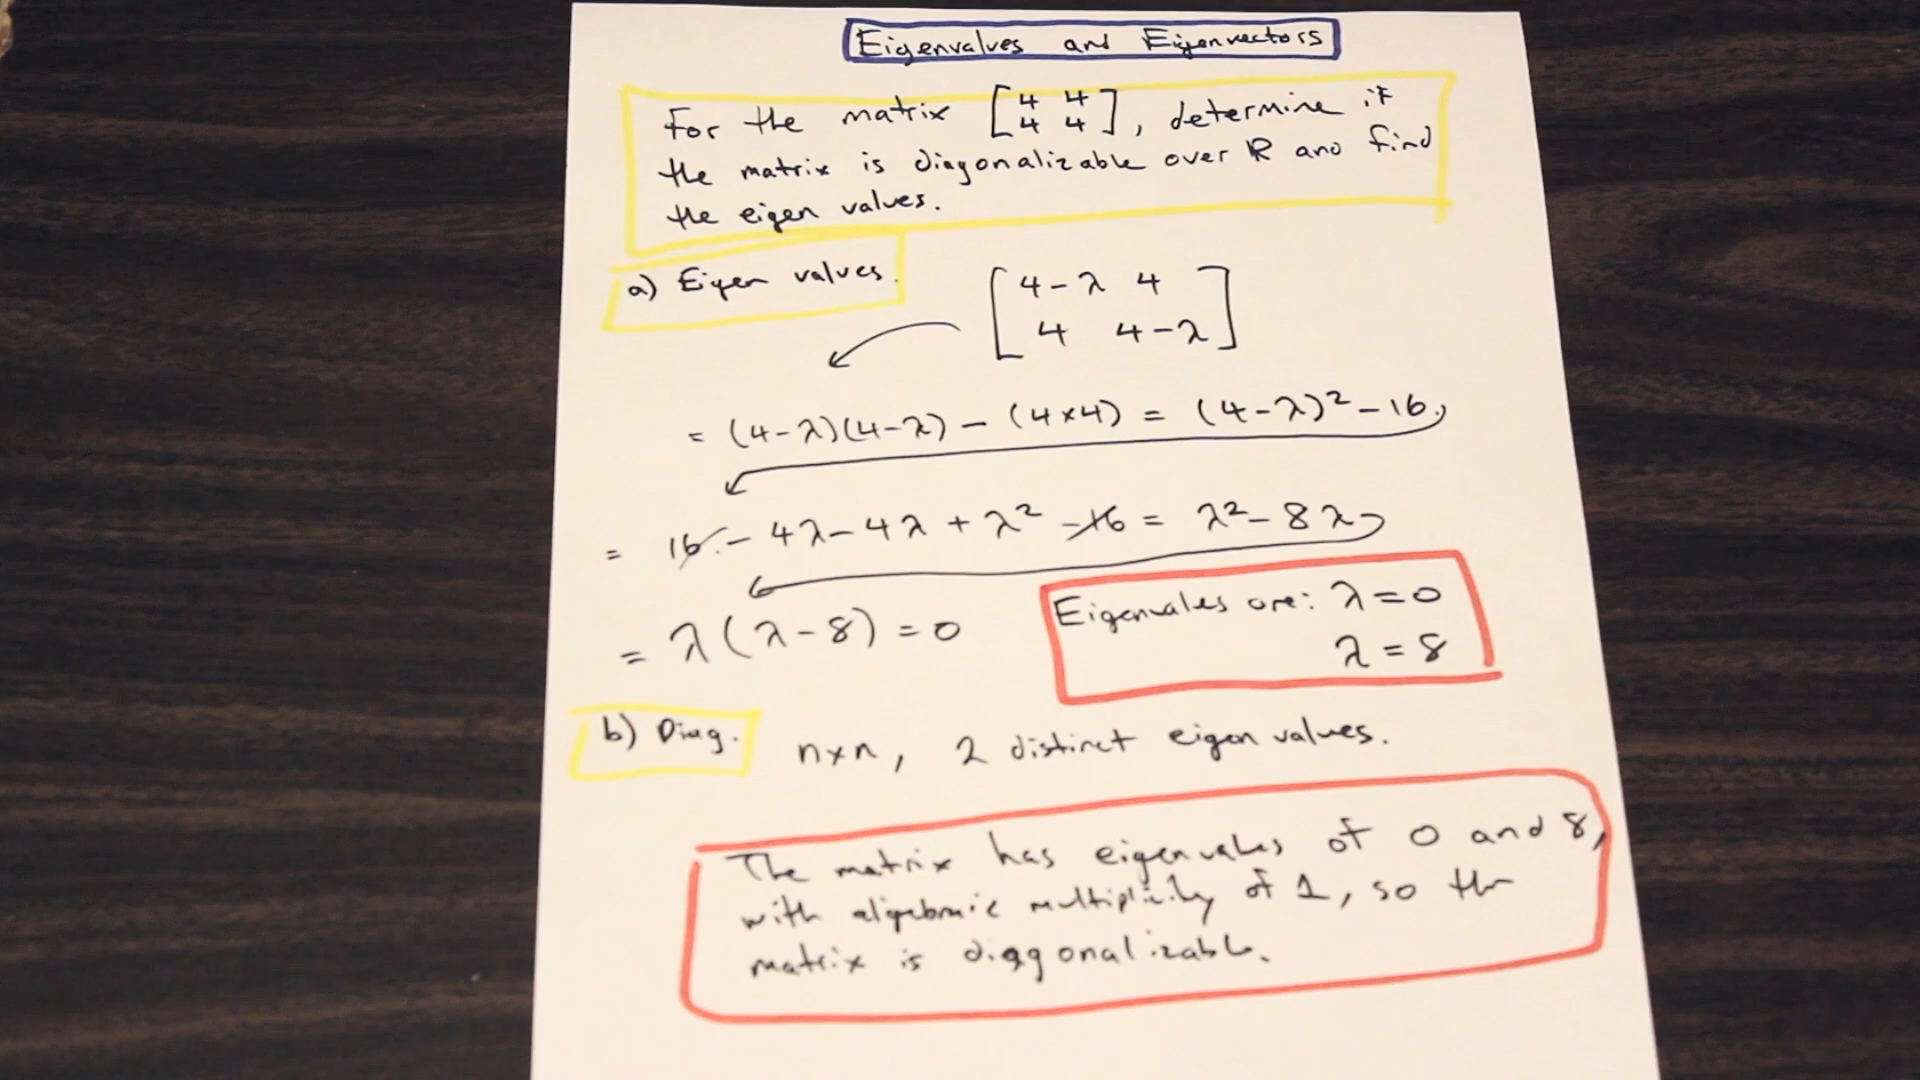 Eigenvalves and Eigenvectors
For the matrix [4 4
4 4], determine if
the matrix is diagonalizable over R and find
the eigen values.
a) Eigen values.
[4-λ 4
4 4-λ]
= (4-λ)(4-λ) - (4×4) = (4-λ)² - 16
= 16 - 4λ - 4λ + λ² - 16 = λ² - 8λ
= λ(λ-8) = 0
Eigenvales are: λ=0
λ=8
b) Diag. n×n, 2 distinct eigen values.
The matrix has eigenvales of 0 and 8,
with algebraic multiplicity of 1, so the
matrix is diagonalizable.